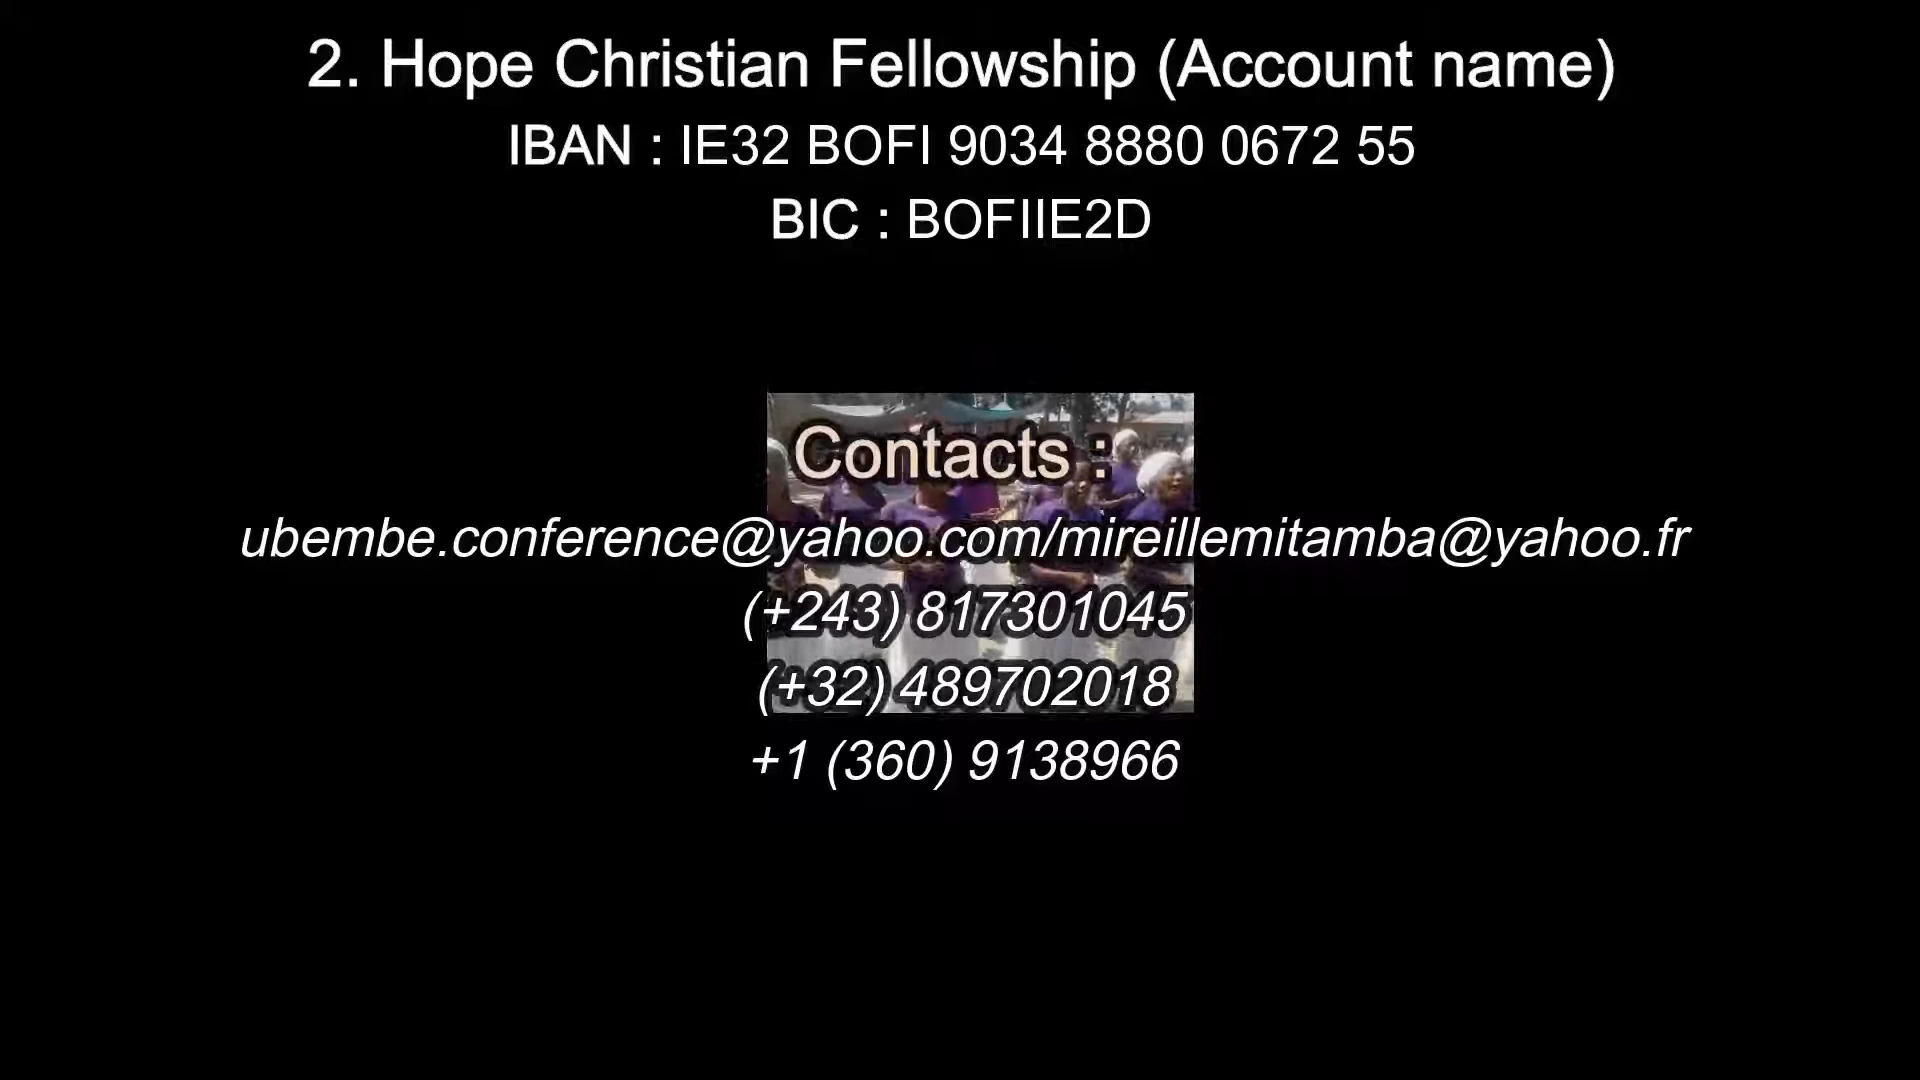 2. Hope Christian Fellowship (Account name)
IBAN : IE32 BOFI 9034 8880 0672 55
BIC : BOFIIE2D
Contacts :
ubembe.conference@yahoo.com/mireillemitamba@yahoo.fr
(+243) 817301045
(+32) 489702018
+1 (360) 9138966